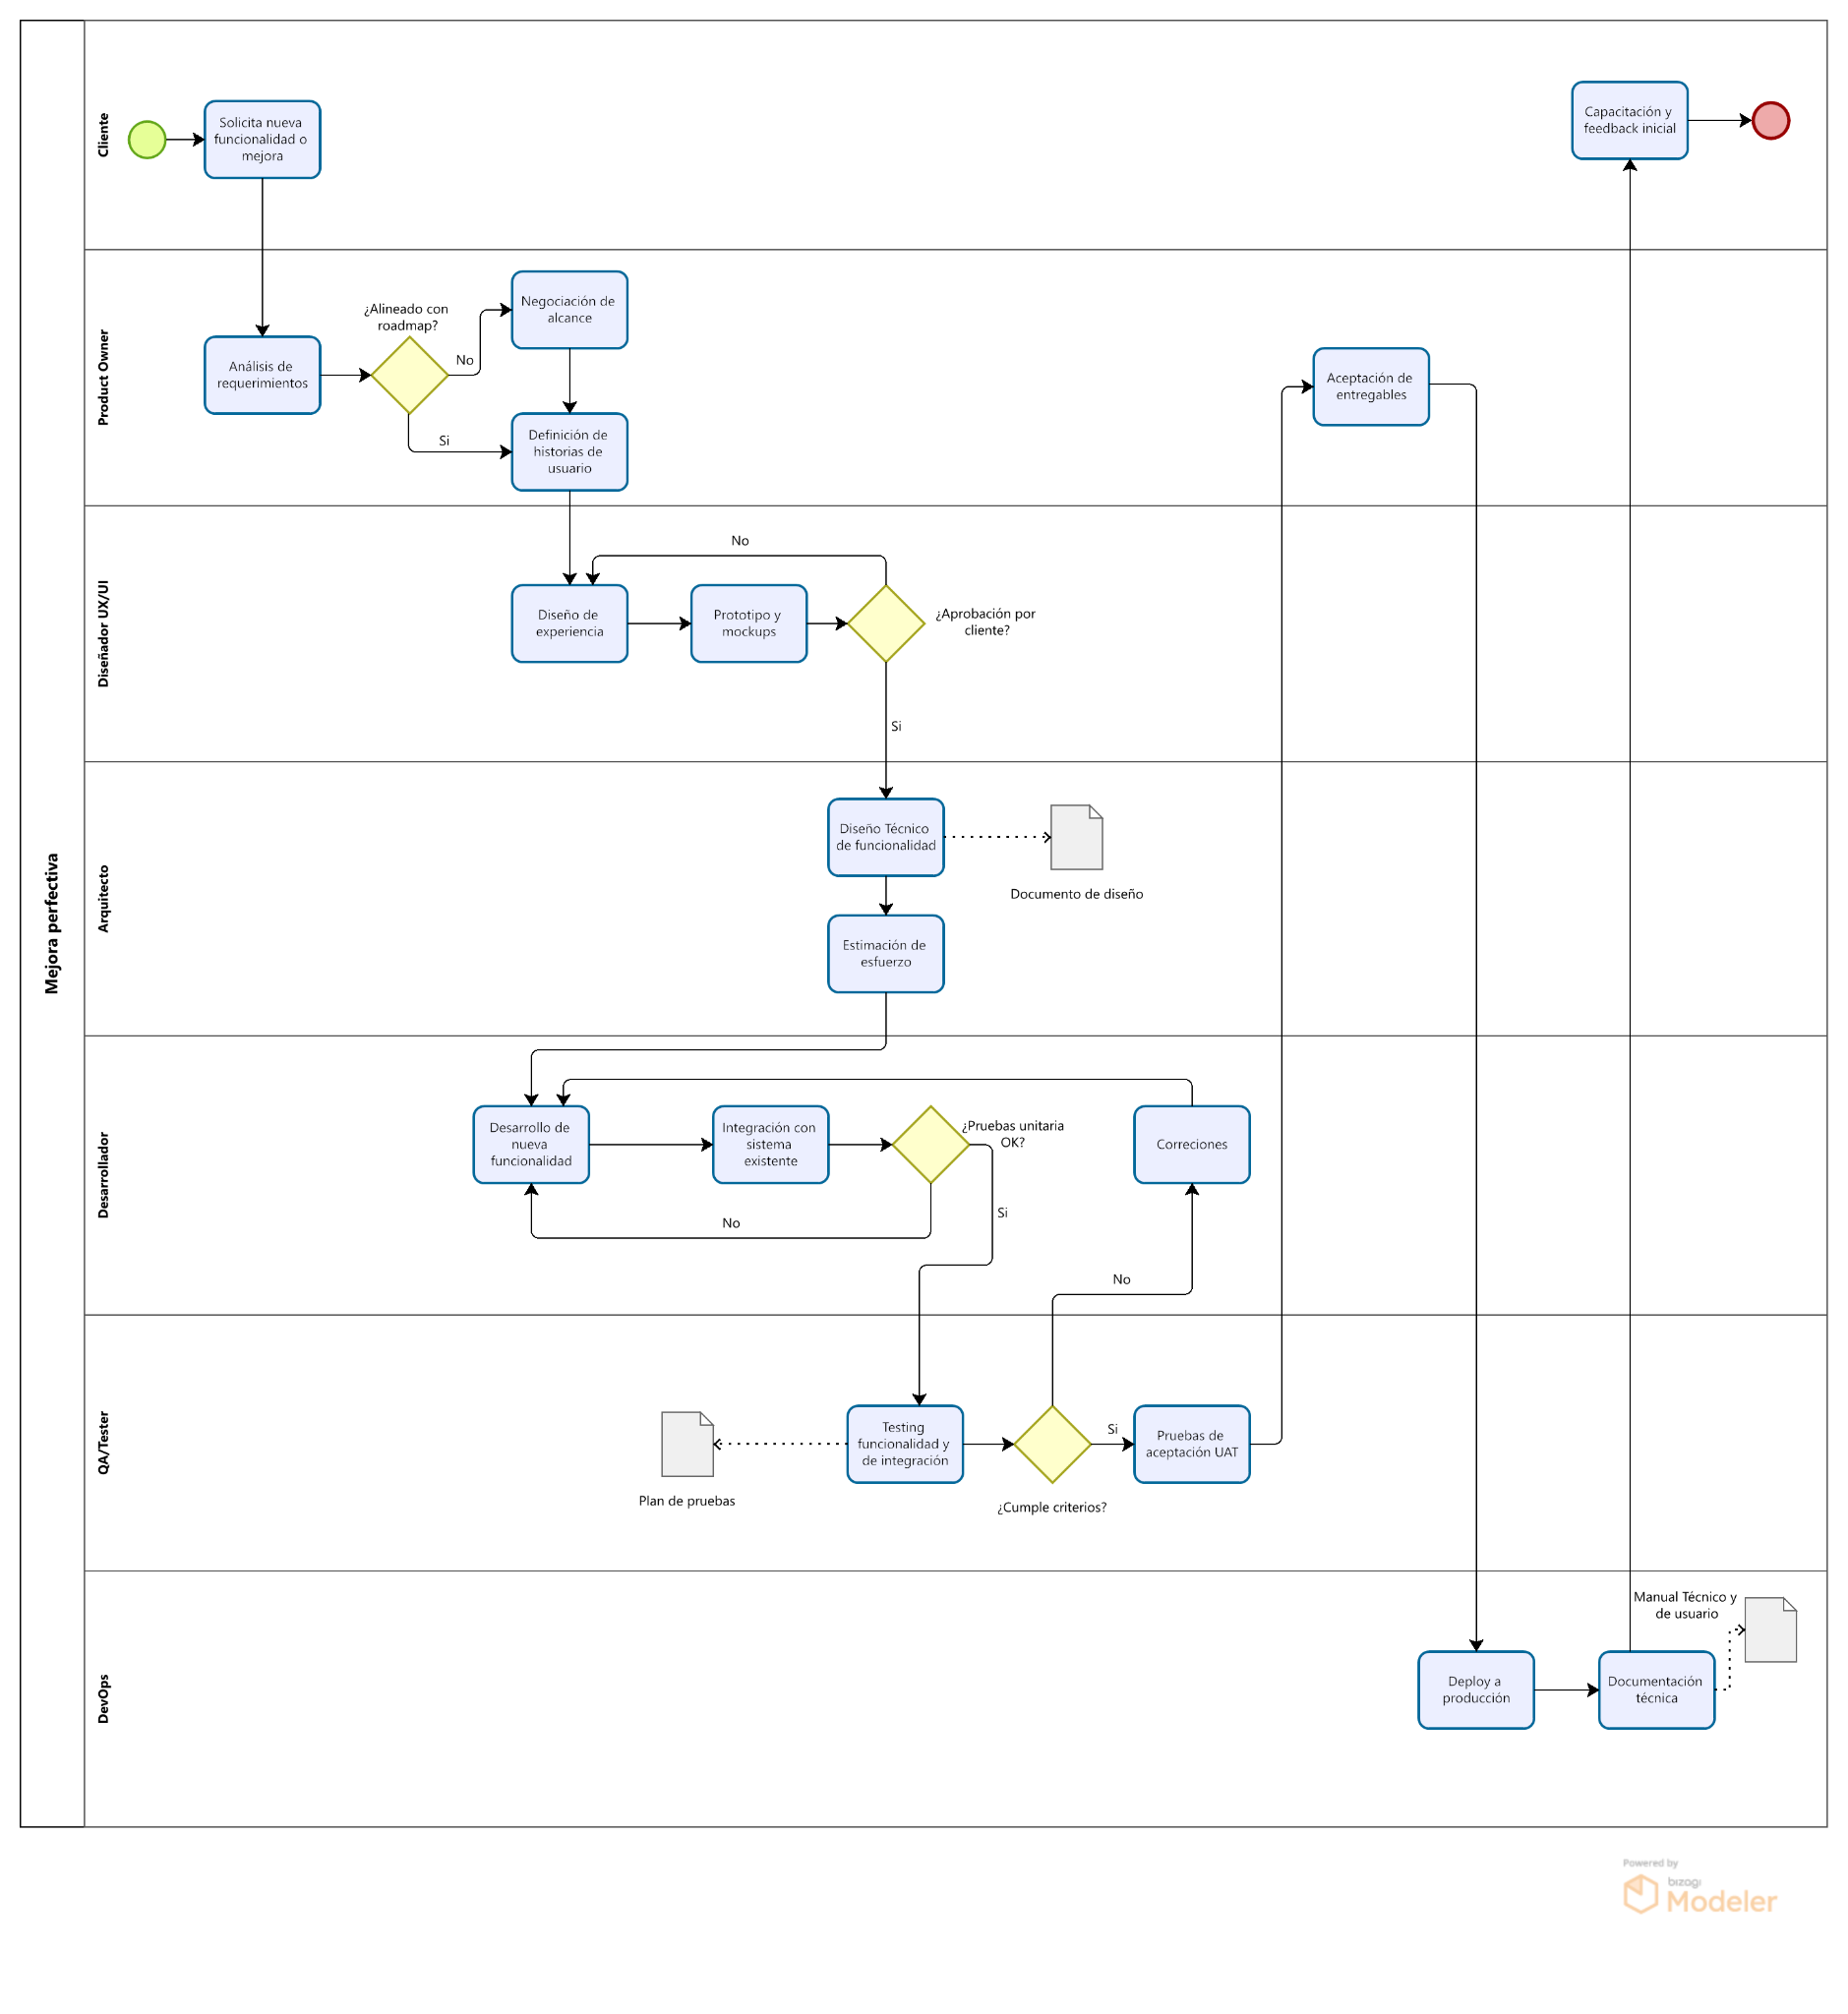 Mejora perfectiva
Cliente
Solicita nueva
funcionalidad o
mejora
Capacitación y
feedback inicial
Product Owner
Análisis de
requerimientos
¿Alineado con
roadmap?
No
Si
Negociación de
alcance
Definición de
historias de
usuario
Aceptación de
entregables
Diseñador UX/UI
No
Diseño de
experiencia
Prototipo y
mockups
¿Aprobación por
cliente?
Si
Arquitecto
Diseño Técnico
de funcionalidad
Documento de diseño
Estimación de
esfuerzo
Desarrollador
Desarrollo de
nueva
funcionalidad
Integración con
sistema
existente
¿Pruebas unitaria
OK?
Correciones
Si
No
No
QA/Tester
Plan de pruebas
Testing
funcionalidad y
de integración
Si
¿Cumple criterios?
Pruebas de
aceptación UAT
DevOps
Manual Técnico y
de usuario
Deploy a
producción
Documentación
técnica
Powered by
bizagi
Modeler